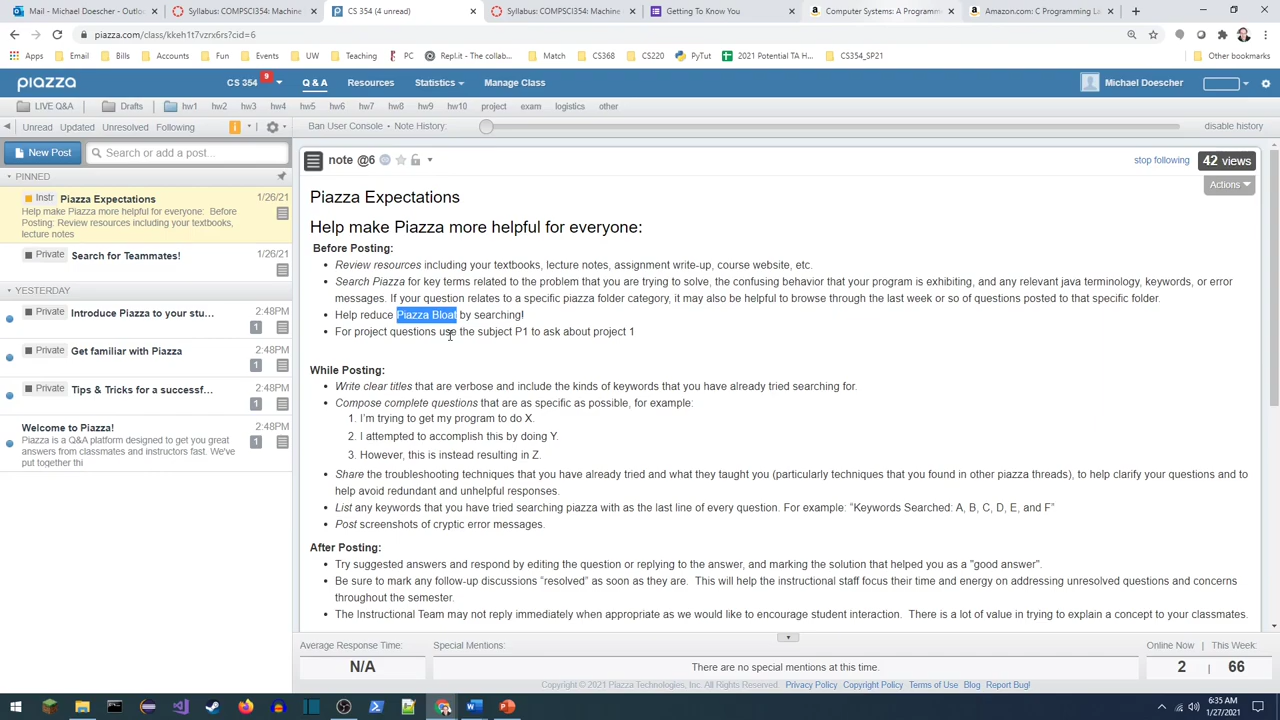 Mail - Michael Doescher - Outlo
Syllabus: COMPSCI354: Machine
CS 354 (4 unread)
Syllabus: COMPSCI354: Machine
Getting To Know You
Computer Systems: A Programm
Amazon.com: C Programming La
piazza.com/class/kkeh1t7vzrx6rs?cid=6
Apps
Email
Bills
Accounts
Fun
Events
UW
Teaching
PC
Repl.it - The collab...
Match
CS368
CS220
PyTut
2021 Potential TA H...
CS354_SP21
Other bookmarks
piazza
CS 354
9
Q & A
Resources
Statistics
Manage Class
Michael Doescher
LIVE Q&A
Drafts
hw1
hw2
hw3
hw4
hw5
hw6
hw7
hw8
hw9
hw10
project
exam
logistics
other
Unread
Updated
Unresolved
Following
Ban User Console
Note History:
disable history
New Post
Search or add a post...
PINNED
Instr
Piazza Expectations
1/26/21
Help make Piazza more helpful for everyone: Before
Posting: Review resources including your textbooks,
lecture notes
Private
Search for Teammates!
1/26/21
YESTERDAY
Private
Introduce Piazza to your stu...
2:48PM
1
Private
Get familiar with Piazza
2:48PM
1
Private
Tips & Tricks for a successf...
2:48PM
1
Welcome to Piazza!
2:48PM
Piazza is a Q&A platform designed to get you great
answers from classmates and instructors fast. We've
put together thi
1
note @6
stop following
42 views
Actions
Piazza Expectations
Help make Piazza more helpful for everyone:
Before Posting:
Review resources including your textbooks, lecture notes, assignment write-up, course website, etc.
Search Piazza for key terms related to the problem that you are trying to solve, the confusing behavior that your program is exhibiting, and any relevant java terminology, keywords, or error
messages. If your question relates to a specific piazza folder category, it may also be helpful to browse through the last week or so of questions posted to that specific folder.
Help reduce Piazza Bloat by searching!
For project questions use the subject P1 to ask about project 1
While Posting:
Write clear titles that are verbose and include the kinds of keywords that you have already tried searching for.
Compose complete questions that are as specific as possible, for example:
1. I'm trying to get my program to do X.
2. I attempted to accomplish this by doing Y.
3. However, this is instead resulting in Z.
Share the troubleshooting techniques that you have already tried and what they taught you (particularly techniques that you found in other piazza threads), to help clarify your questions and to
help avoid redundant and unhelpful responses.
List any keywords that you have tried searching piazza with as the last line of every question. For example: "Keywords Searched: A, B, C, D, E, and F"
Post screenshots of cryptic error messages.
After Posting:
Try suggested answers and respond by editing the question or replying to the answer, and marking the solution that helped you as a "good answer".
Be sure to mark any follow-up discussions "resolved" as soon as they are. This will help the instructional staff focus their time and energy on addressing unresolved questions and concerns
throughout the semester.
The Instructional Team may not reply immediately when appropriate as we would like to encourage student interaction. There is a lot of value in trying to explain a concept to your classmates.
Average Response Time:
Special Mentions:
Online Now
This Week:
N/A
There are no special mentions at this time.
2
66
Copyright © 2021 Piazza Technologies, Inc. All Rights Reserved.
Privacy Policy
Copyright Policy
Terms of Use
Blog
Report Bug!
6:35 AM
1/27/2021